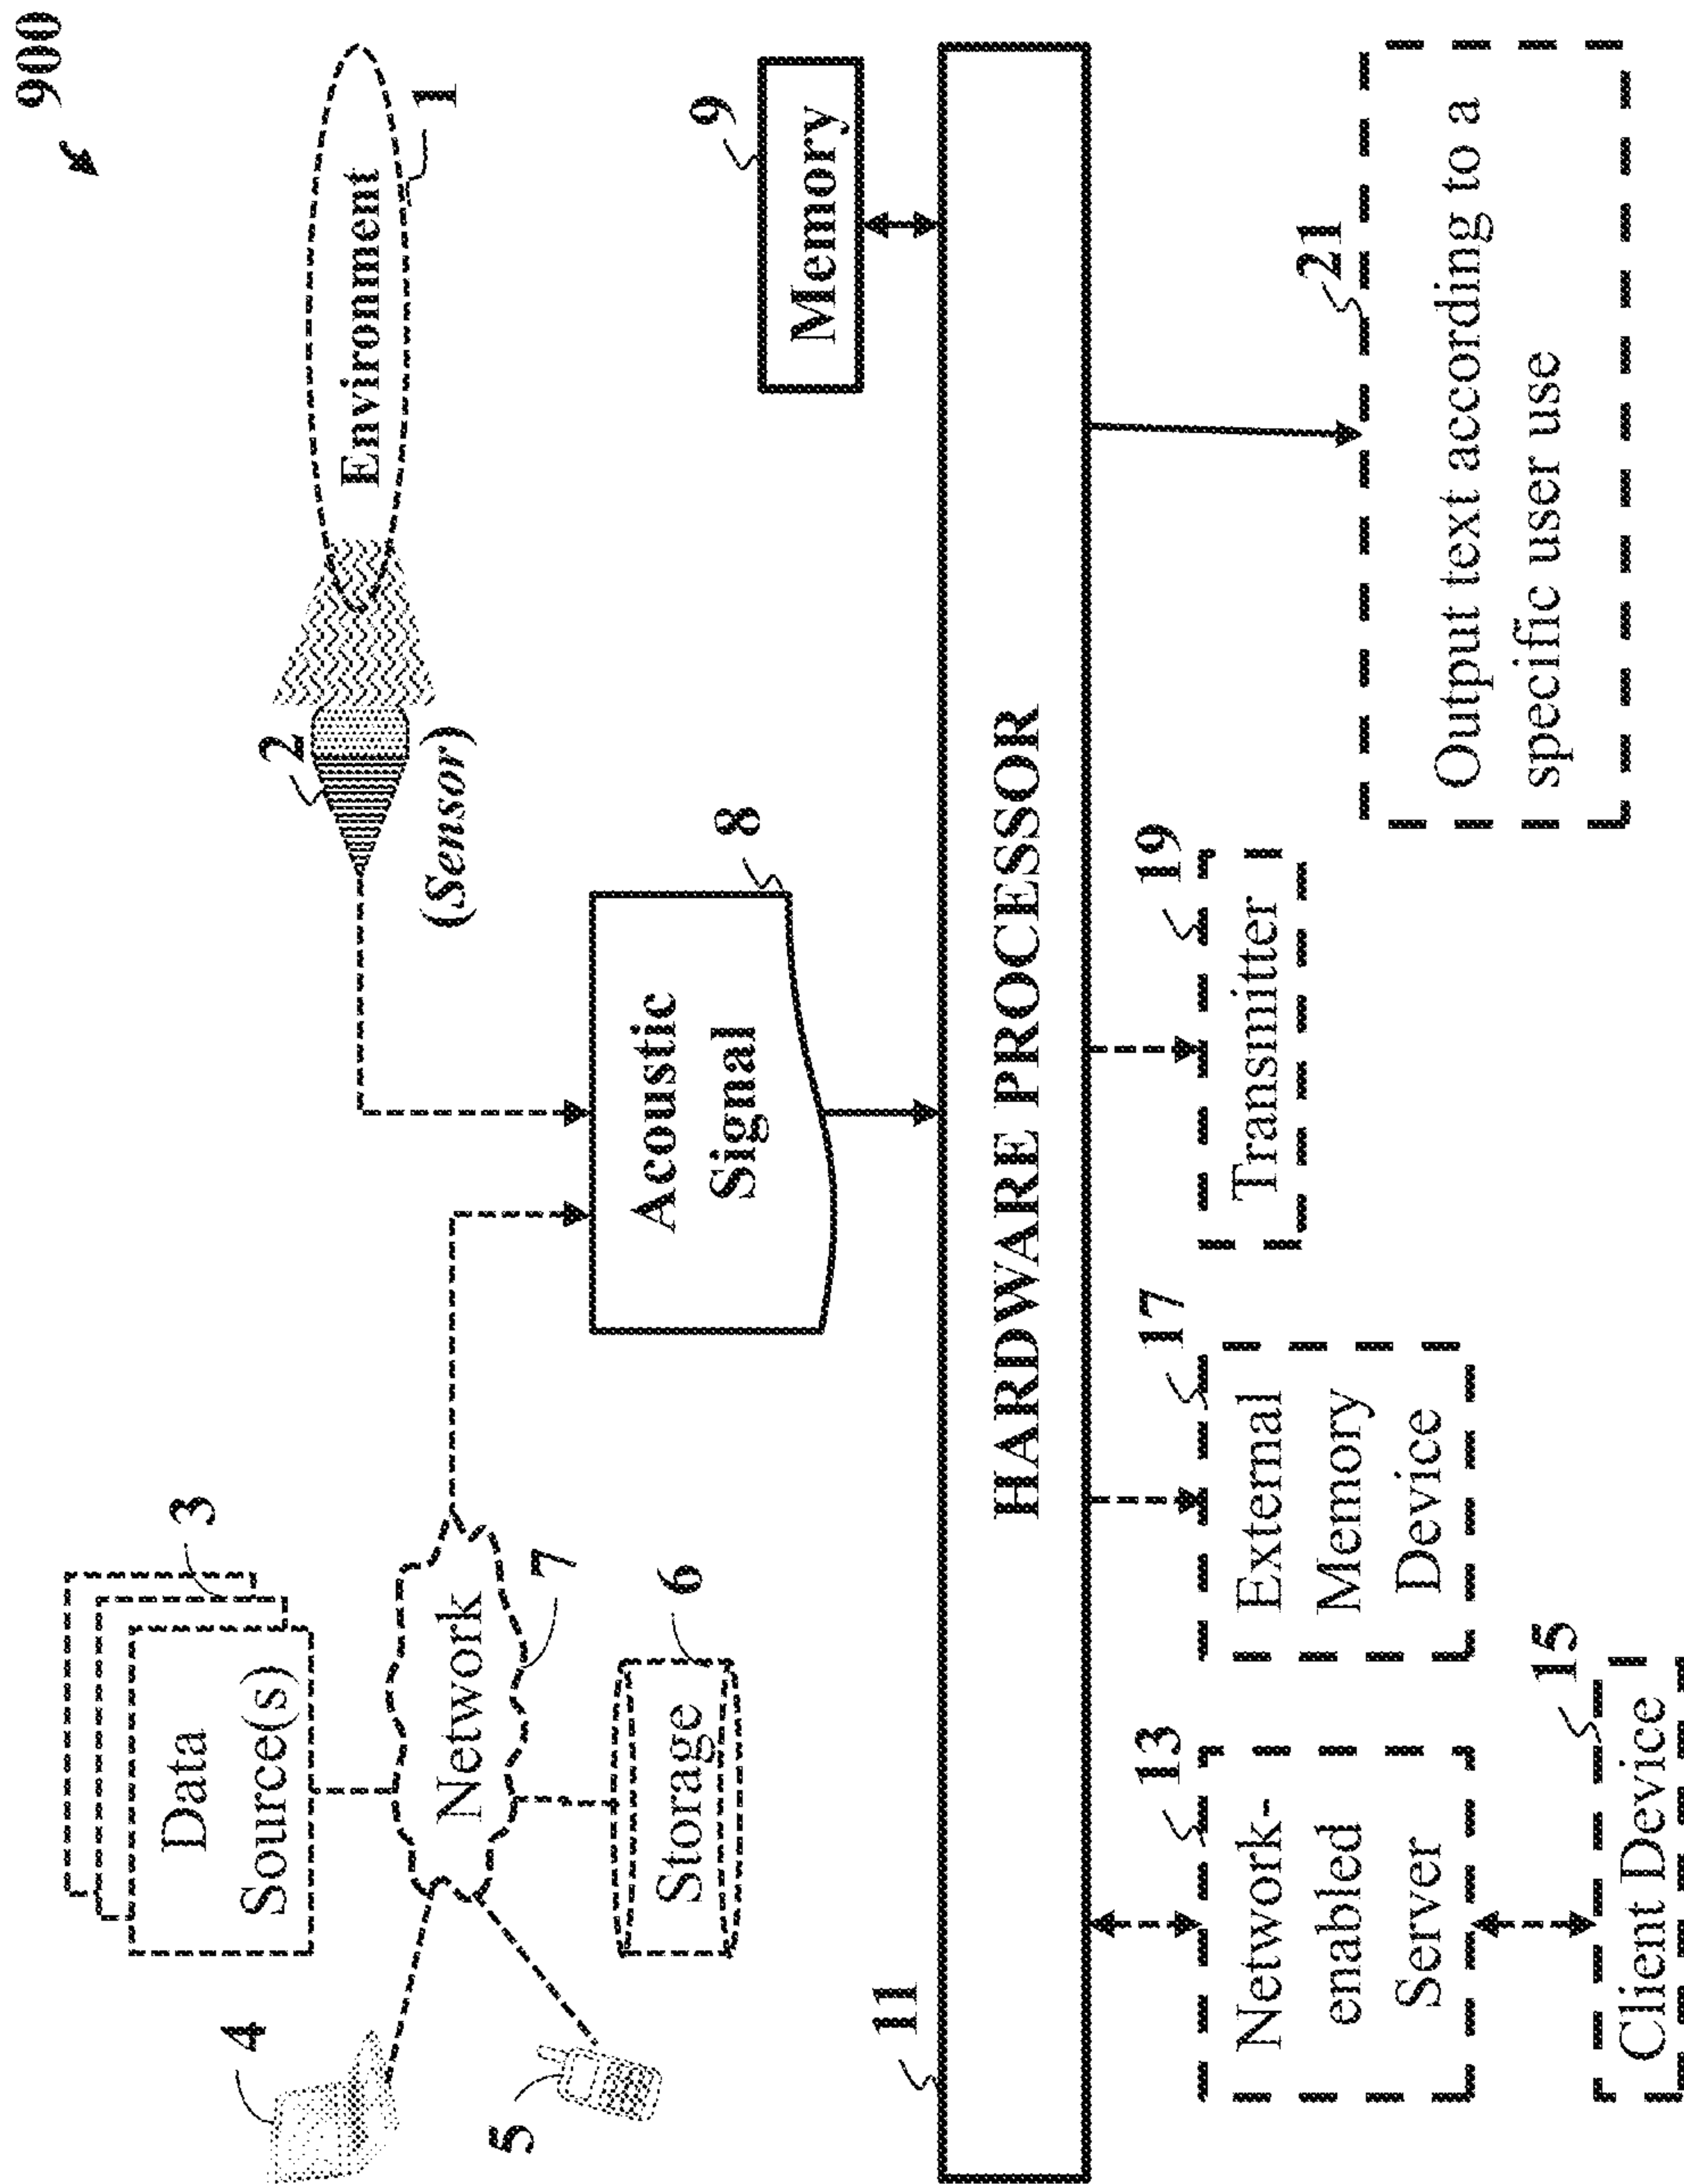 900
Data
Source(s)
3
4
5
Network
7
Storage
6
2
(Sensor)
Environment
1
Acoustic
Signal
8
Memory
9
11
HARDWARE PROCESSOR
13
Network-
enabled
Server
15
Client Device
17
External
Memory
Device
19
Transmitter
21
Output text according to a
specific user use